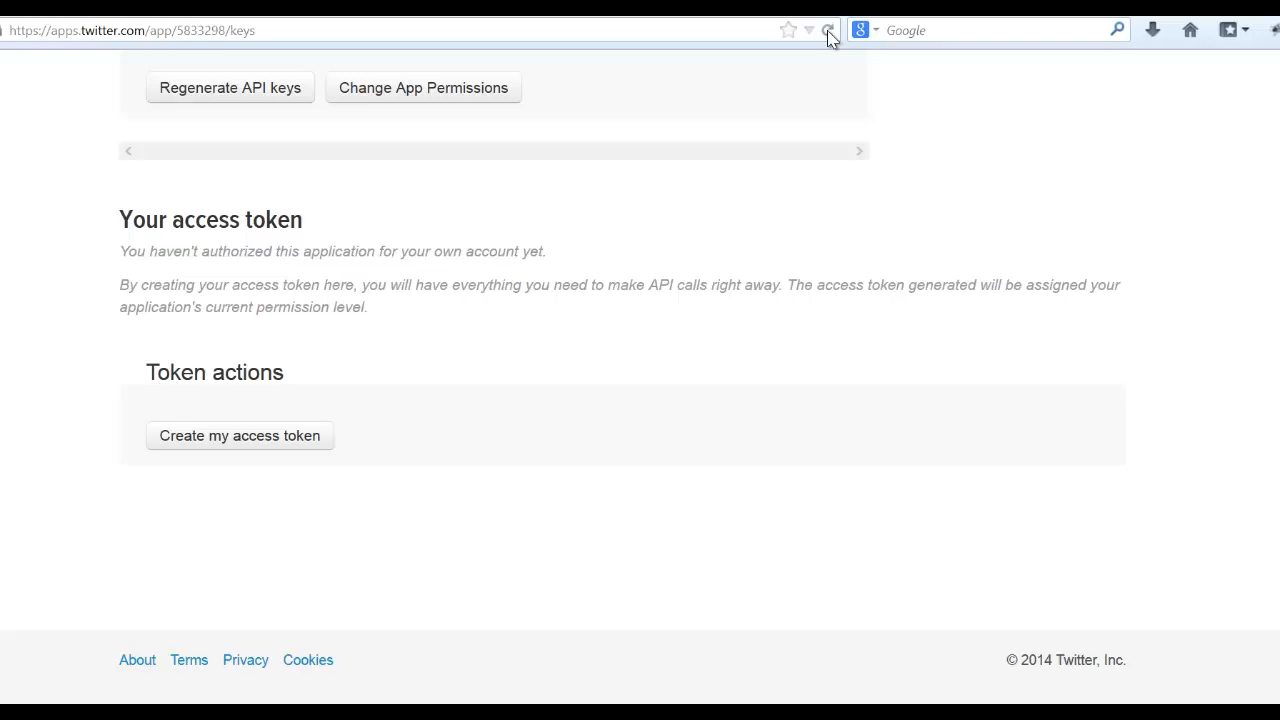 https://apps.twitter.com/app/5833298/keys
Google
Regenerate API keys
Change App Permissions
Your access token
You haven't authorized this application for your own account yet.
By creating your access token here, you will have everything you need to make API calls right away. The access token generated will be assigned your
application's current permission level.
Token actions
Create my access token
About Terms Privacy Cookies
© 2014 Twitter, Inc.